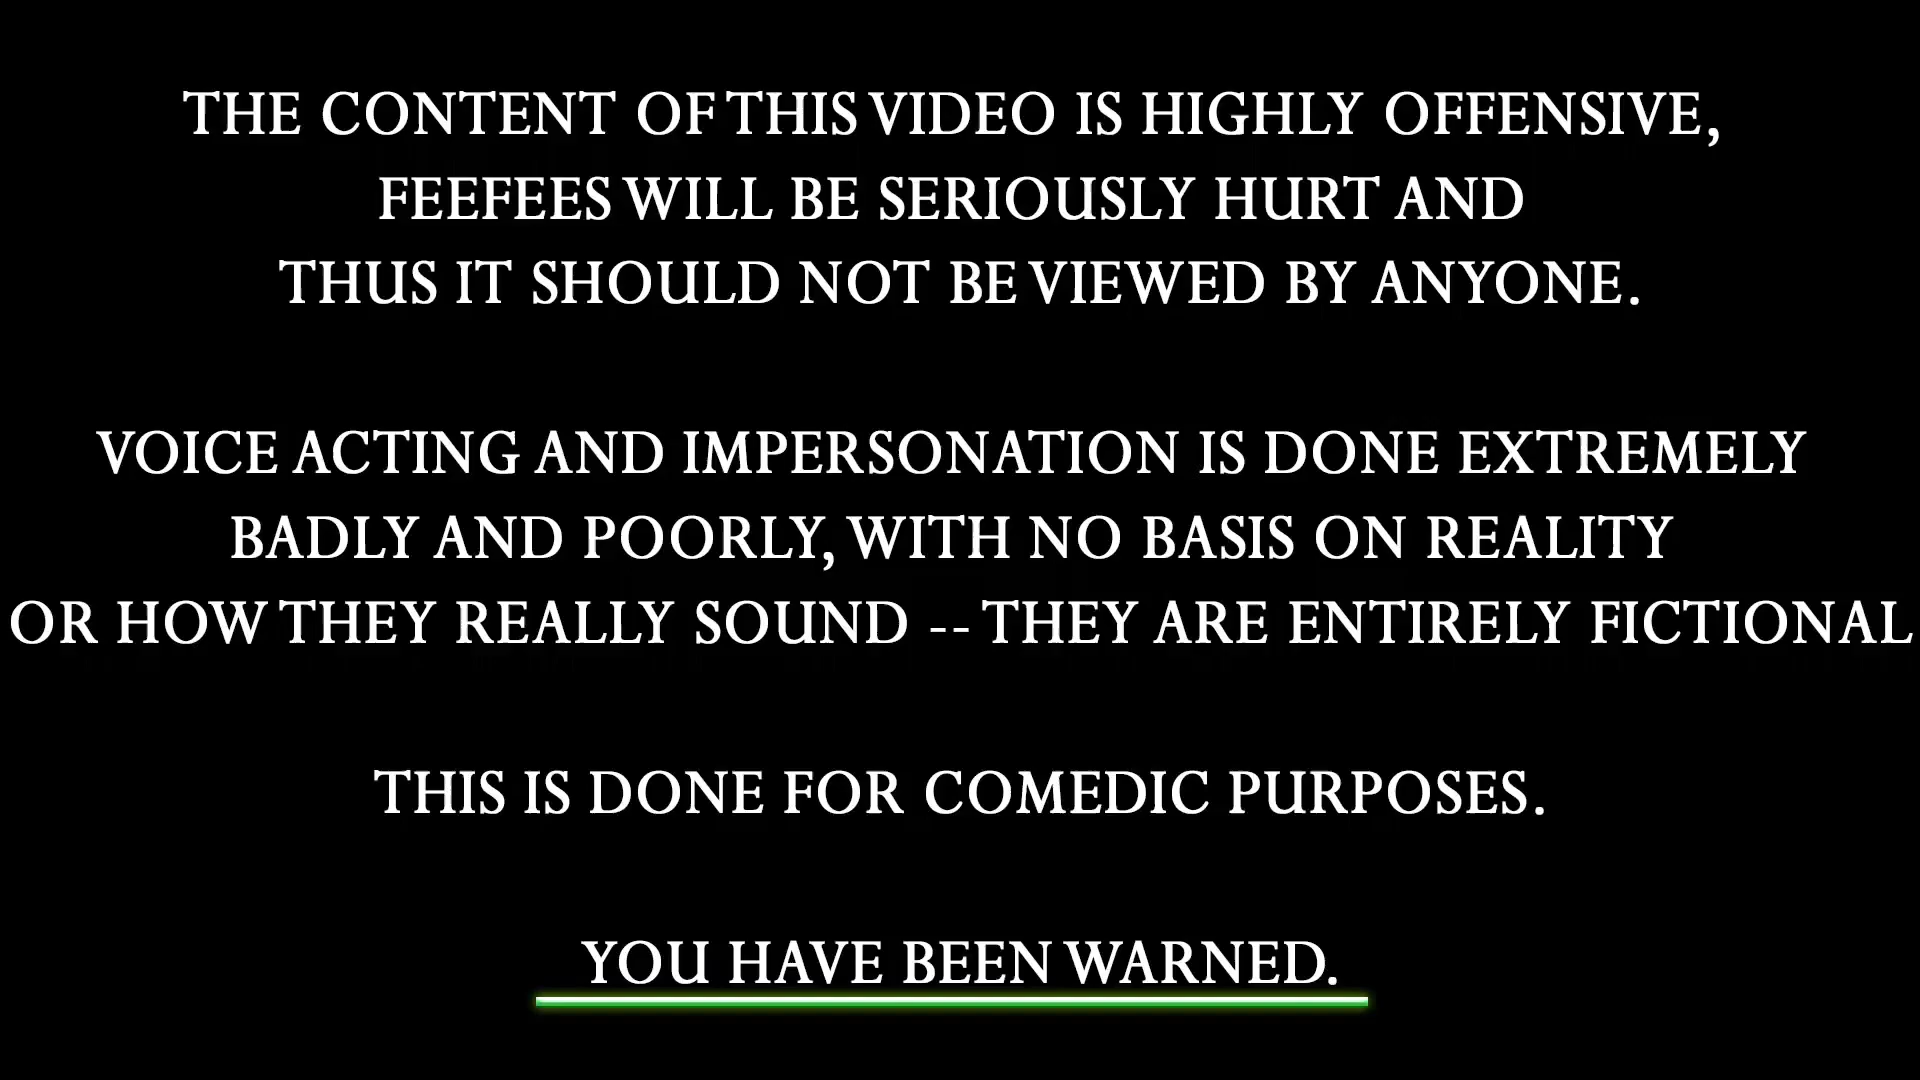 THE CONTENT OF THIS VIDEO IS HIGHLY OFFENSIVE,
FEEFEES WILL BE SERIOUSLY HURT AND
THUS IT SHOULD NOT BE VIEWED BY ANYONE.
VOICE ACTING AND IMPERSONATION IS DONE EXTREMELY
BADLY AND POORLY, WITH NO BASIS ON REALITY
OR HOW THEY REALLY SOUND -- THEY ARE ENTIRELY FICTIONAL
THIS IS DONE FOR COMEDIC PURPOSES.
YOU HAVE BEEN WARNED.